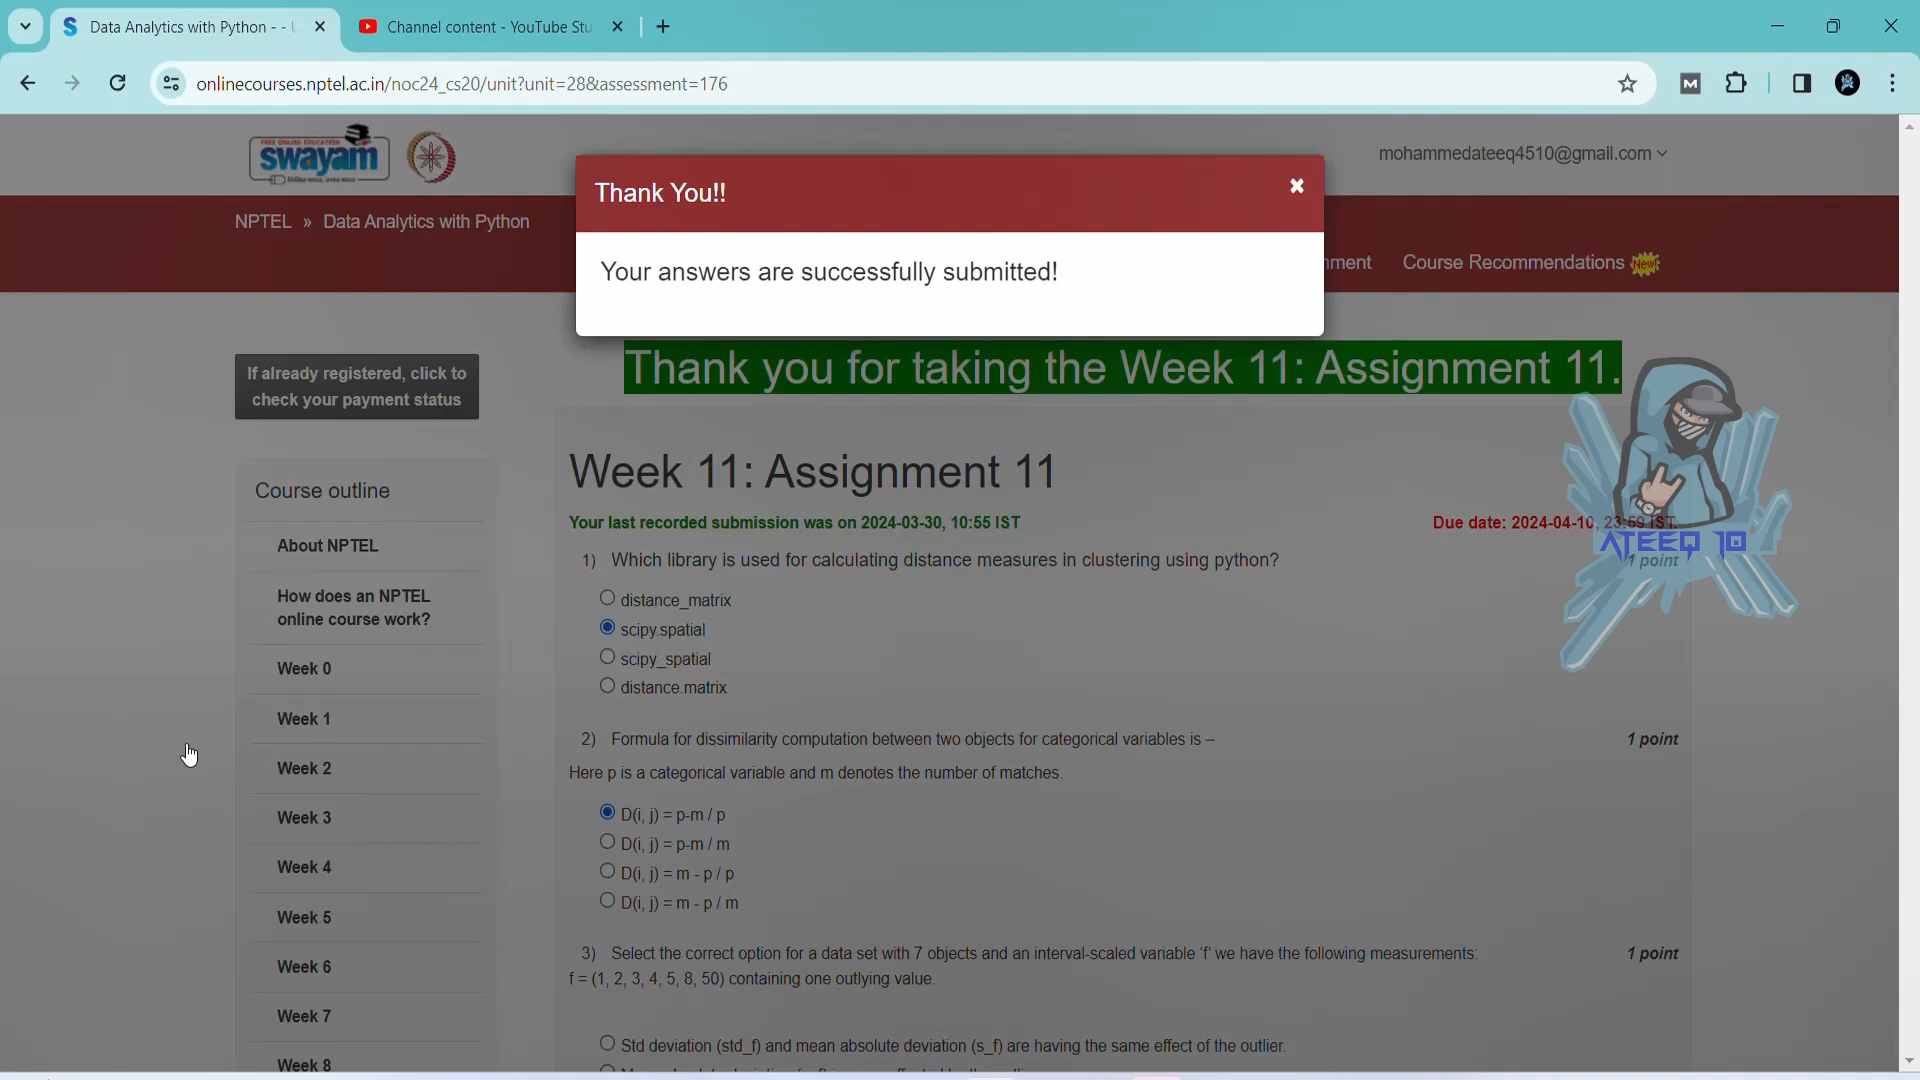 Data Analytics with Python - - U
Channel content - YouTube Stu
onlinecourses.nptel.ac.in/noc24_cs20/unit?unit=28&assessment=176
FREE ONLINE EDUCATION
swayam
mohammedateeq4510@gmail.com
Thank You!!
NPTEL » Data Analytics with Python
Your answers are successfully submitted!
nment
Course Recommendations
New
If already registered, click to
check your payment status
Thank you for taking the Week 11: Assignment 11.
Course outline
About NPTEL
How does an NPTEL
online course work?
Week 0
Week 1
Week 2
Week 3
Week 4
Week 5
Week 6
Week 7
Week 8
Week 11: Assignment 11
Your last recorded submission was on 2024-03-30, 10:55 IST
Due date: 2024-04-10, 23:59 IST.
ATEEQ 10
1) Which library is used for calculating distance measures in clustering using python?
1 point
distance_matrix
scipy.spatial
scipy_spatial
distance.matrix
2) Formula for dissimilarity computation between two objects for categorical variables is –
1 point
Here p is a categorical variable and m denotes the number of matches.
D(i, j) = p-m / p
D(i, j) = p-m / m
D(i, j) = m - p / p
D(i, j) = m - p / m
3) Select the correct option for a data set with 7 objects and an interval-scaled variable ‘f’ we have the following measurements:
1 point
f = (1, 2, 3, 4, 5, 8, 50) containing one outlying value.
Std deviation (std_f) and mean absolute deviation (s_f) are having the same effect of the outlier.